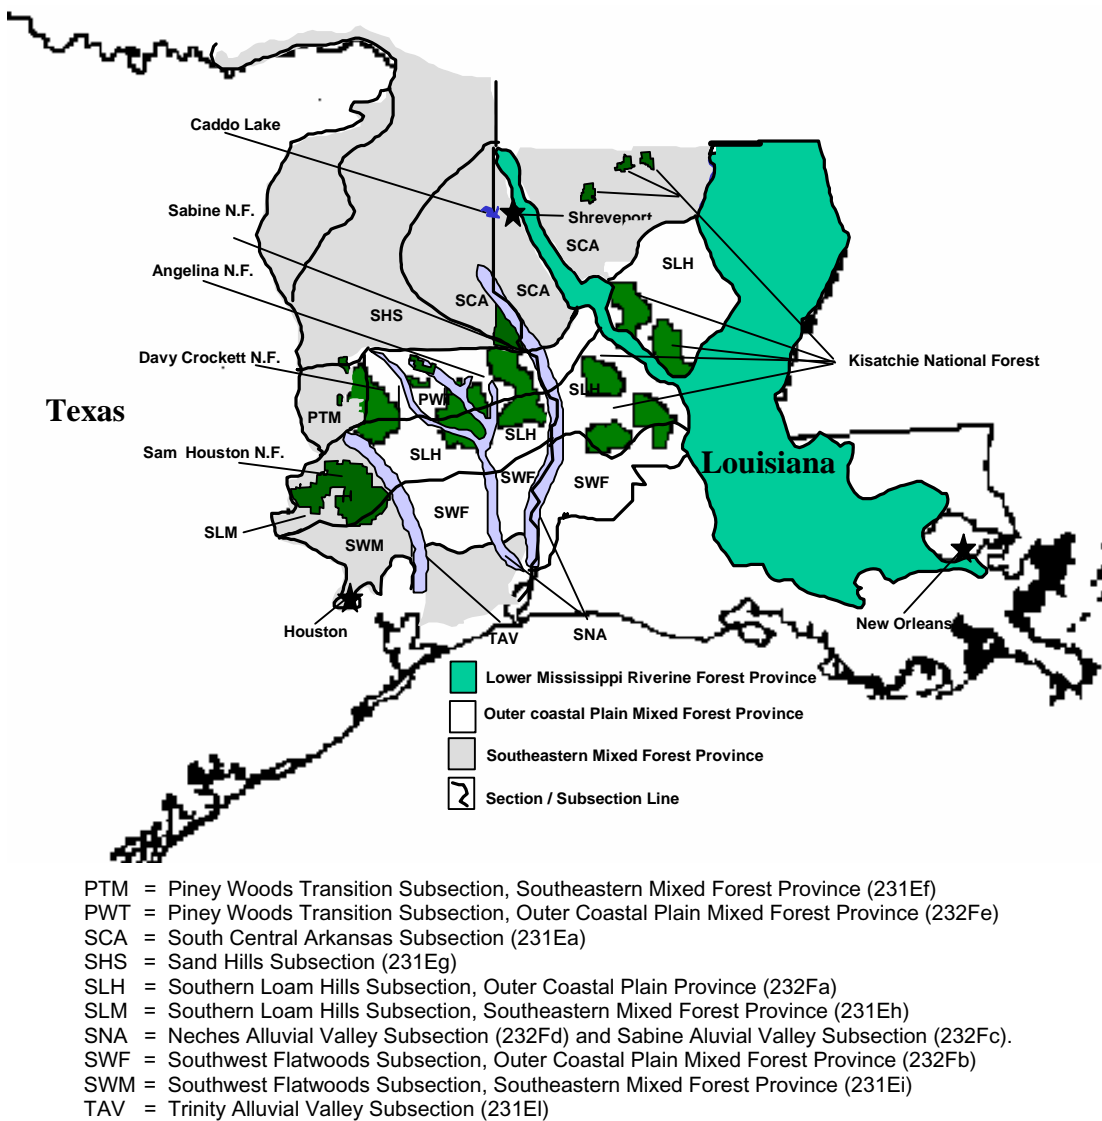 Caddo Lake
Sabine N.F.
Shreveport
SCA
Angelina N.F.
SLH
SCA
SCA
SHS
Davy Crockett N.F.
Kisatchie National Forest
SLH
PWT
Texas
PTM
SLH
Sam Houston N.F.
SLH
Louisiana
SWF
SWF
H
SWF
SLM
SWM
Houston
New Orleans
TAV
SNA
Lower Mississippi Riverine Forest Province
Outer coastal Plain Mixed Forest Province
Southeastern Mixed Forest Province
Section / Subsection Line
PTM = Piney Woods Transition Subsection, Southeastern Mixed Forest Province (231Ef)
PWT = Piney Woods Transition Subsection, Outer Coastal Plain Mixed Forest Province (232Fe)
SCA = South Central Arkansas Subsection (231Ea)
SHS = Sand Hills Subsection (231Eg)
SLH = Southern Loam Hills Subsection, Outer Coastal Plain Province (232Fa)
SLM = Southern Loam Hills Subsection, Southeastern Mixed Forest Province (231Eh)
SNA = Neches Alluvial Valley Subsection (232Fd) and Sabine Aluvial Valley Subsection (232Fc).
SWF = Southwest Flatwoods Subsection, Outer Coastal Plain Mixed Forest Province (232Fb)
SWM = Southwest Flatwoods Subsection, Southeastern Mixed Forest Province (231Ei)
TAV = Trinity Alluvial Valley Subsection (231El)